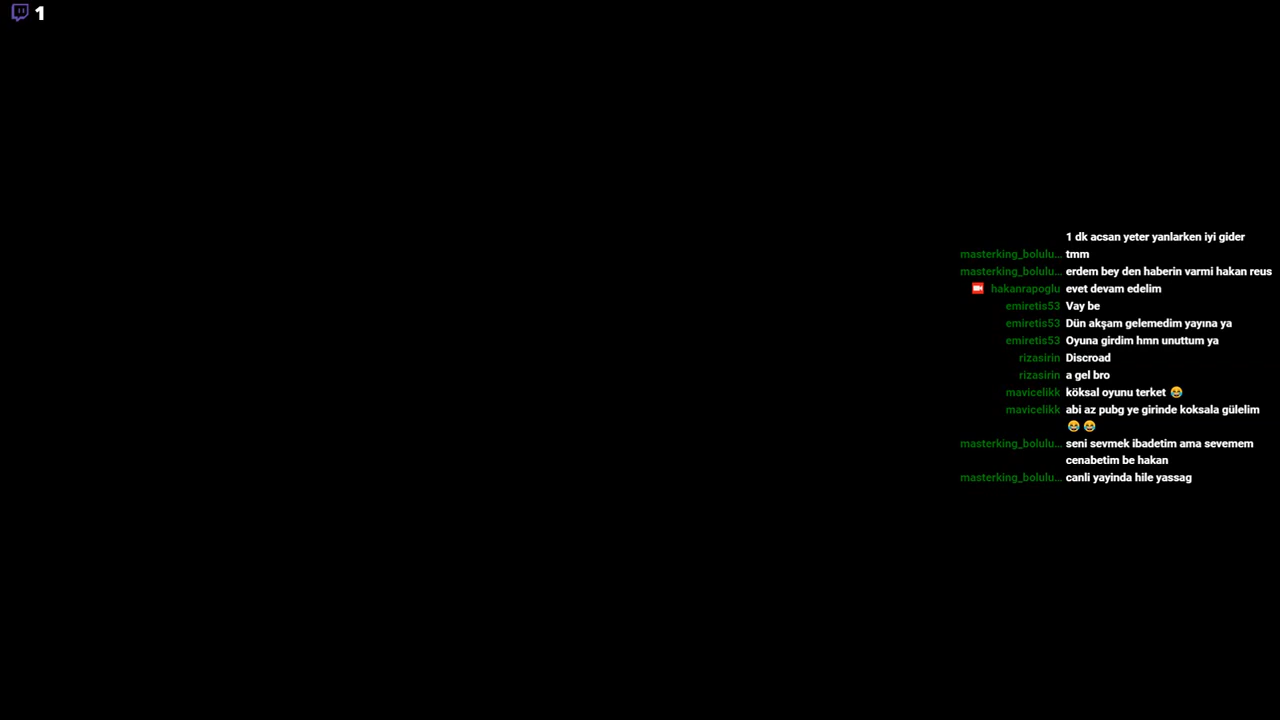 1
1 dk acsan yeter yanlarken iyi gider
masterking_bolulu... tmm
masterking_bolulu... erdem bey den haberin varmi hakan reus
hakanrapoglu evet devam edelim
emiretis53 Vay be
emiretis53 Dün akşam gelemedim yayına ya
emiretis53 Oyuna girdim hmn unuttum ya
rizasirin Discroad
rizasirin a gel bro
mavicelikk köksal oyunu terket 😂
mavicelikk abi az pubg ye girinde koksala gülelim
😂 😂
masterking_bolulu... seni sevmek ibadetim ama sevemem
cenabetim be hakan
masterking_bolulu... canli yayinda hile yassag